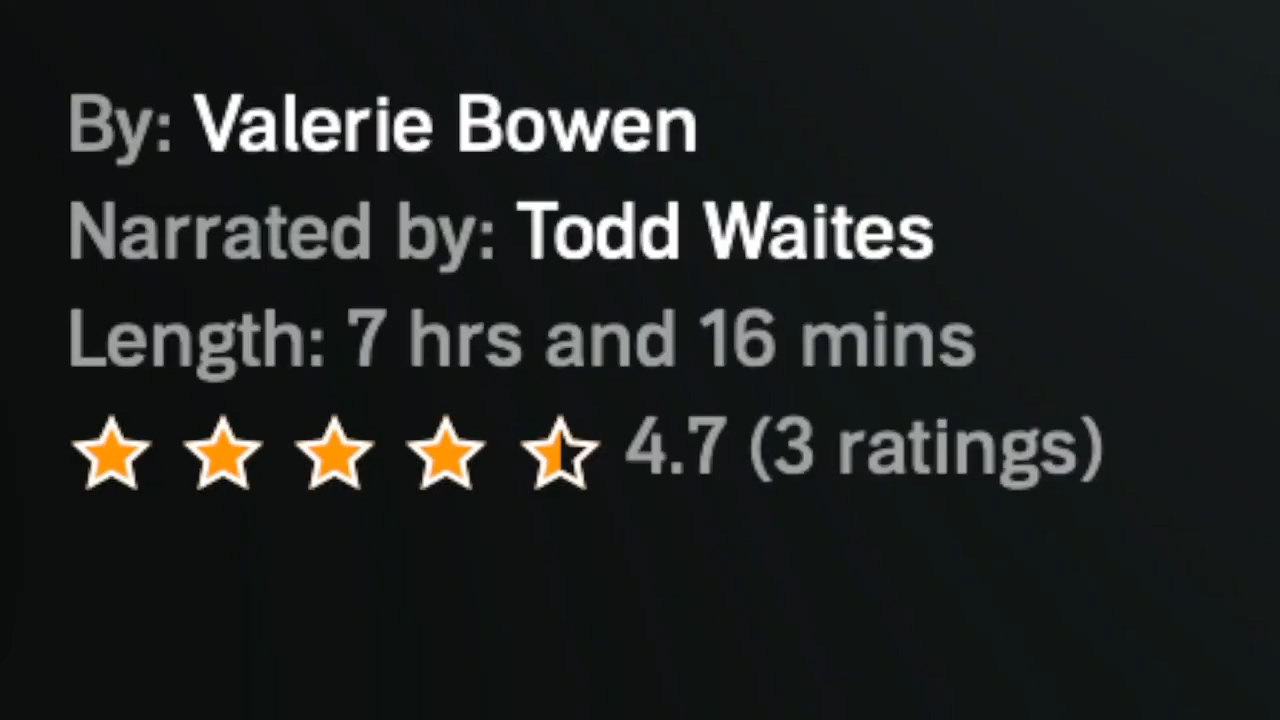 By: Valerie Bowen
Narrated by: Todd Waites
Length: 7 hrs and 16 mins
4.7 (3 ratings)